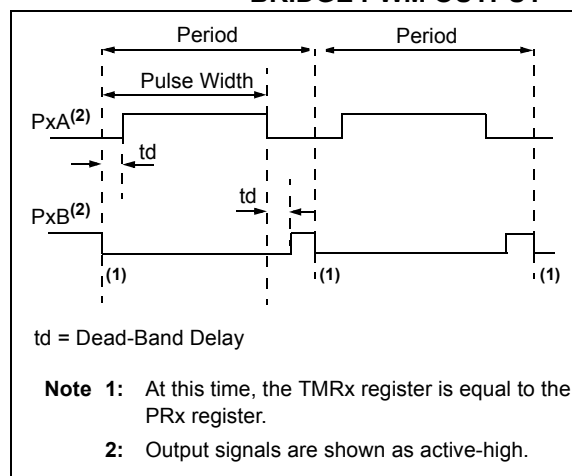 BRIDGE PWM OUTPUT
Period Period
Pulse Width
PxA(2)
td
td
PxB(2)
(1) (1) (1)
td = Dead-Band Delay
Note 1: At this time, the TMRx register is equal to the
PRx register.
2: Output signals are shown as active-high.